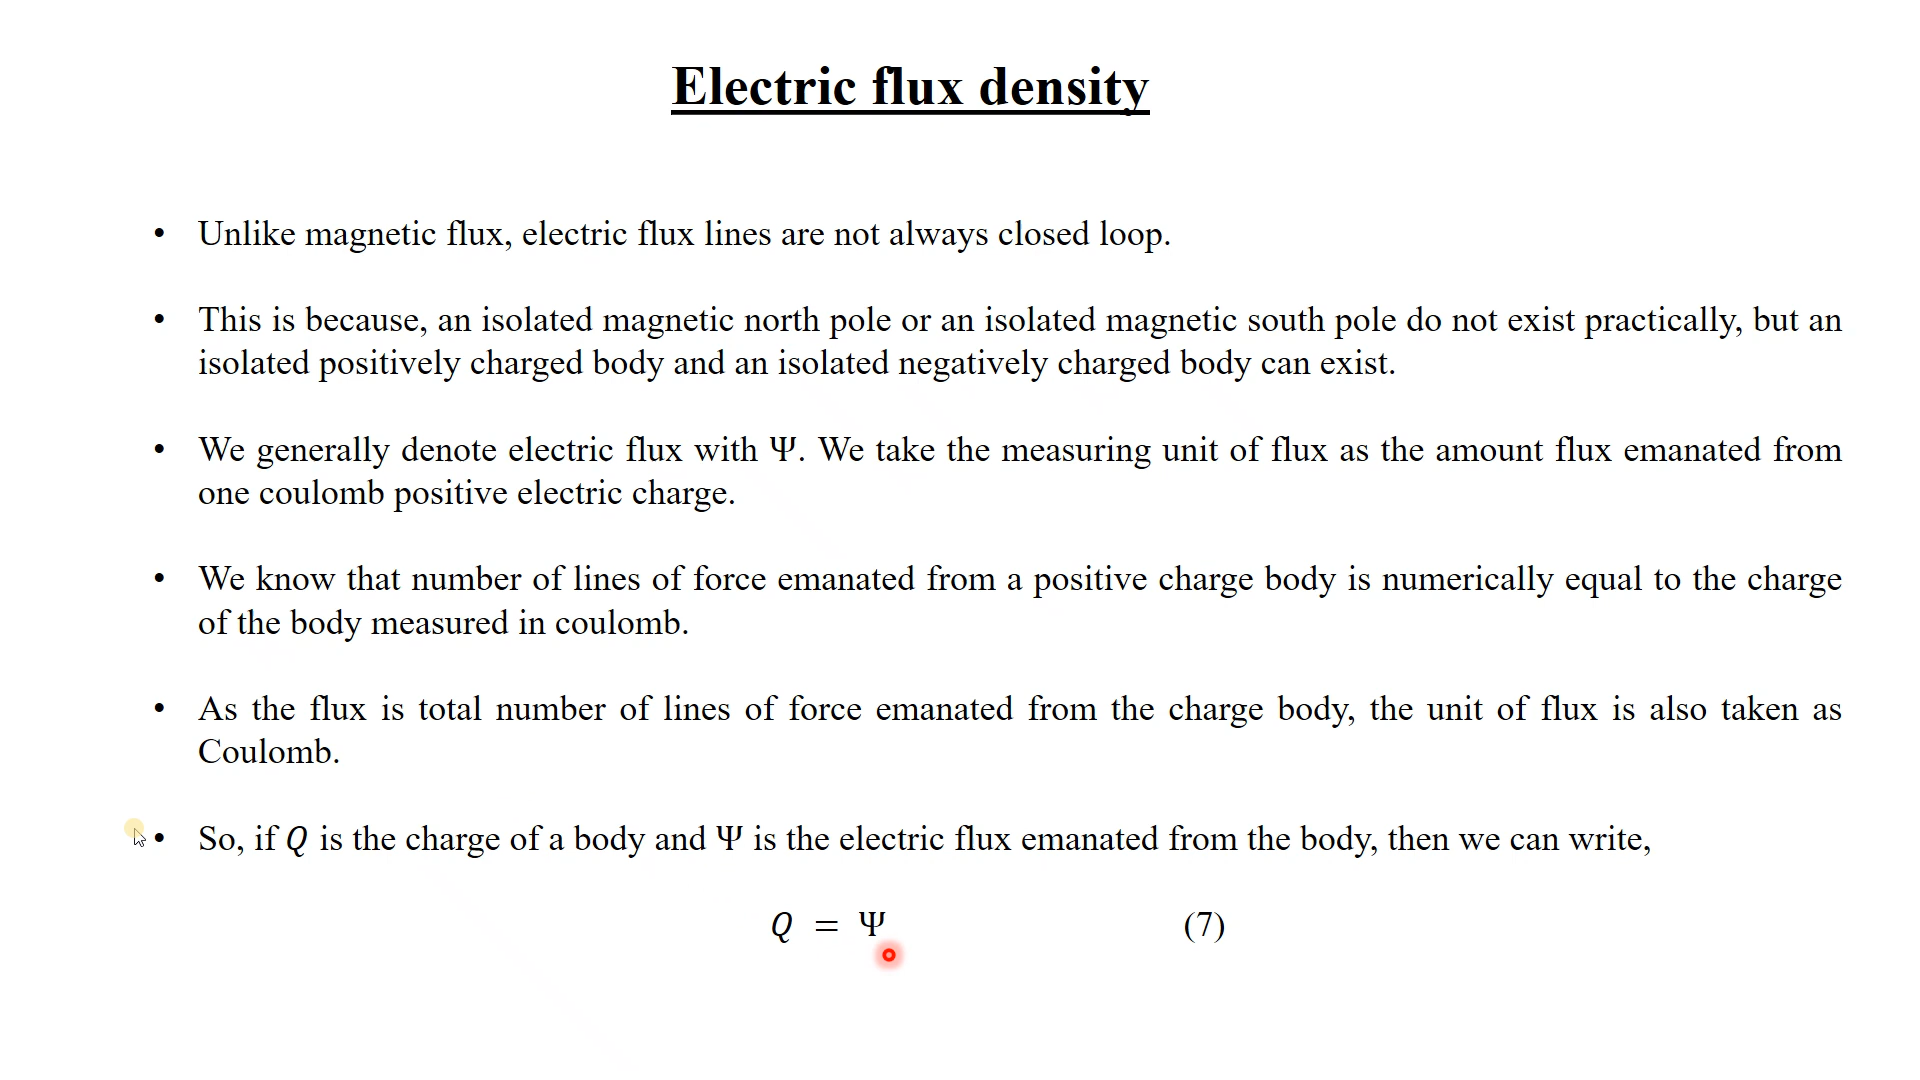 Electric flux density
• Unlike magnetic flux, electric flux lines are not always closed loop.
• This is because, an isolated magnetic north pole or an isolated magnetic south pole do not exist practically, but an
isolated positively charged body and an isolated negatively charged body can exist.
• We generally denote electric flux with Ψ. We take the measuring unit of flux as the amount flux emanated from
one coulomb positive electric charge.
• We know that number of lines of force emanated from a positive charge body is numerically equal to the charge
of the body measured in coulomb.
• As the flux is total number of lines of force emanated from the charge body, the unit of flux is also taken as
Coulomb.
• So, if Q is the charge of a body and Ψ is the electric flux emanated from the body, then we can write,
Q = Ψ (7)